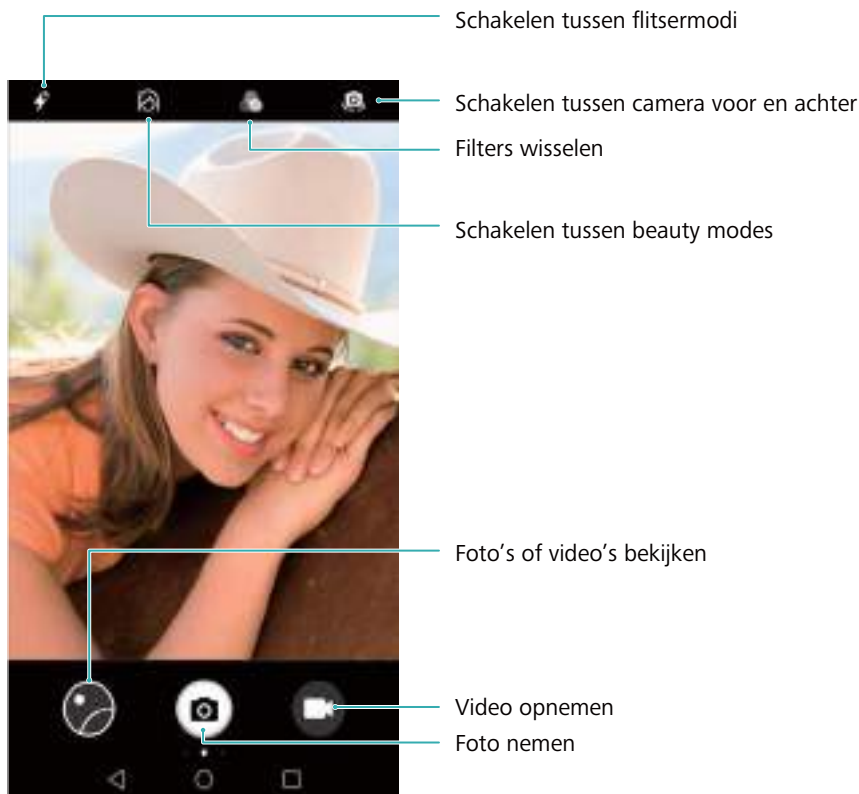 Schakelen tussen flitsermodi
Schakelen tussen camera voor en achter
Filters wisselen
Schakelen tussen beauty modes
Foto's of video's bekijken
Video opnemen
Foto nemen